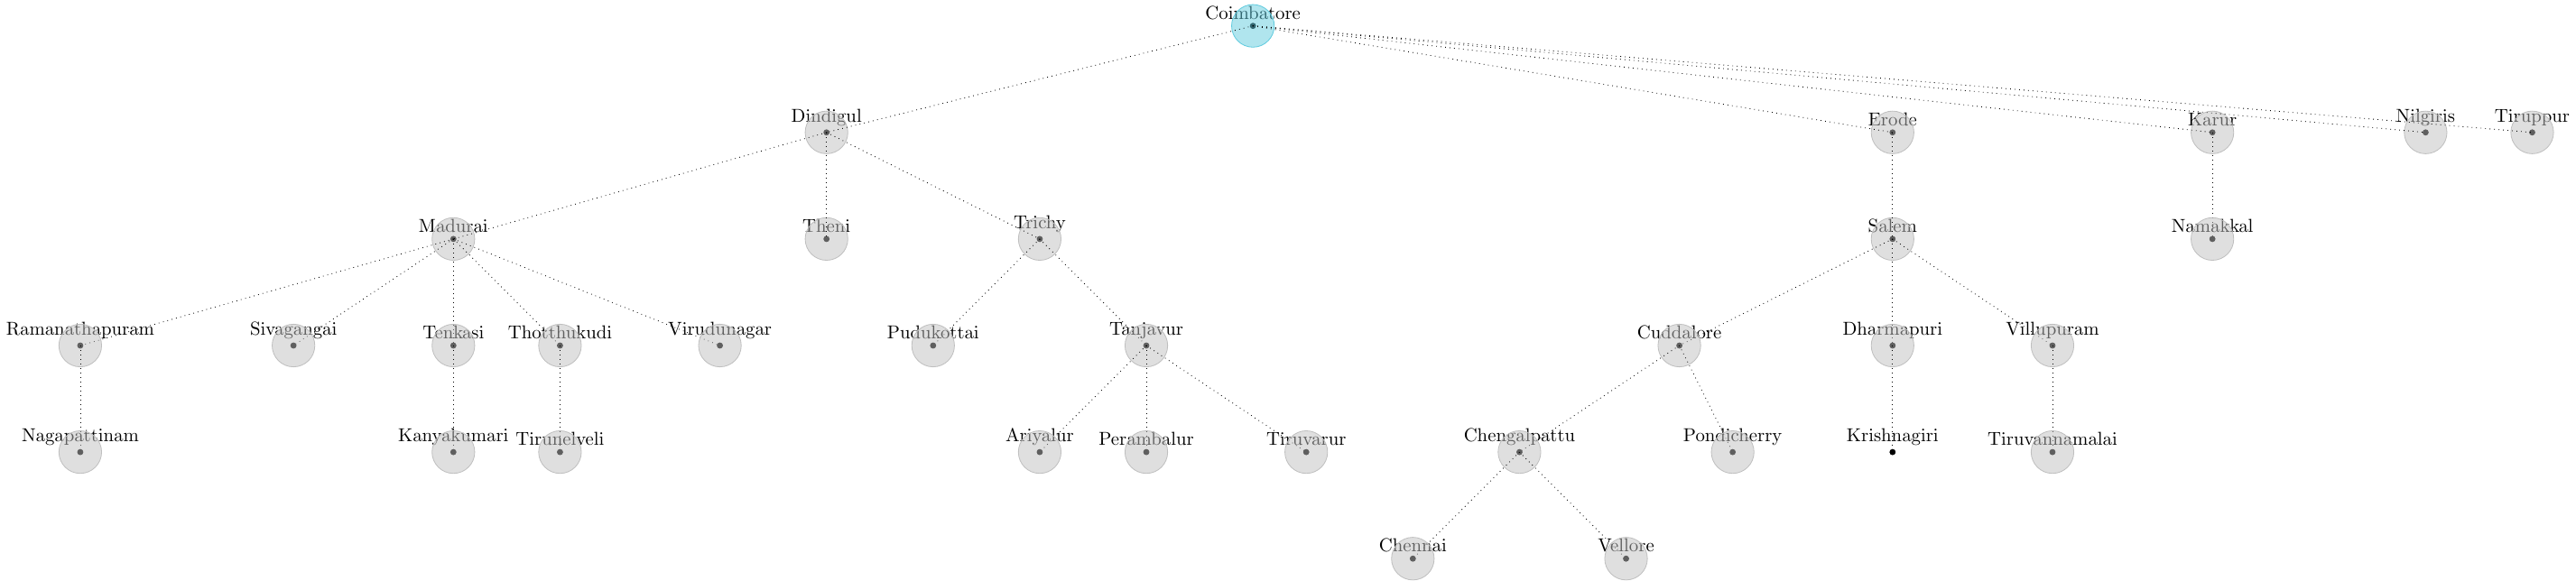 Coimbatore
Dindigul
Erode
Karur
Nilgiris
Tiruppur
Madurai
Theni
Trichy
Salem
Namakkal
Ramanathapuram
Sivagangai
Tenkasi
Thotthukudi
Virudunagar
Pudukottai
Tanjavur
Cuddalore
Dharmapuri
Villupuram
Nagapattinam
Kanyakumari
Tirunelveli
Ariyalur
Perambalur
Tiruvarur
Chengalpattu
Pondicherry
Krishnagiri
Tiruvannamalai
Chennai
Vellore